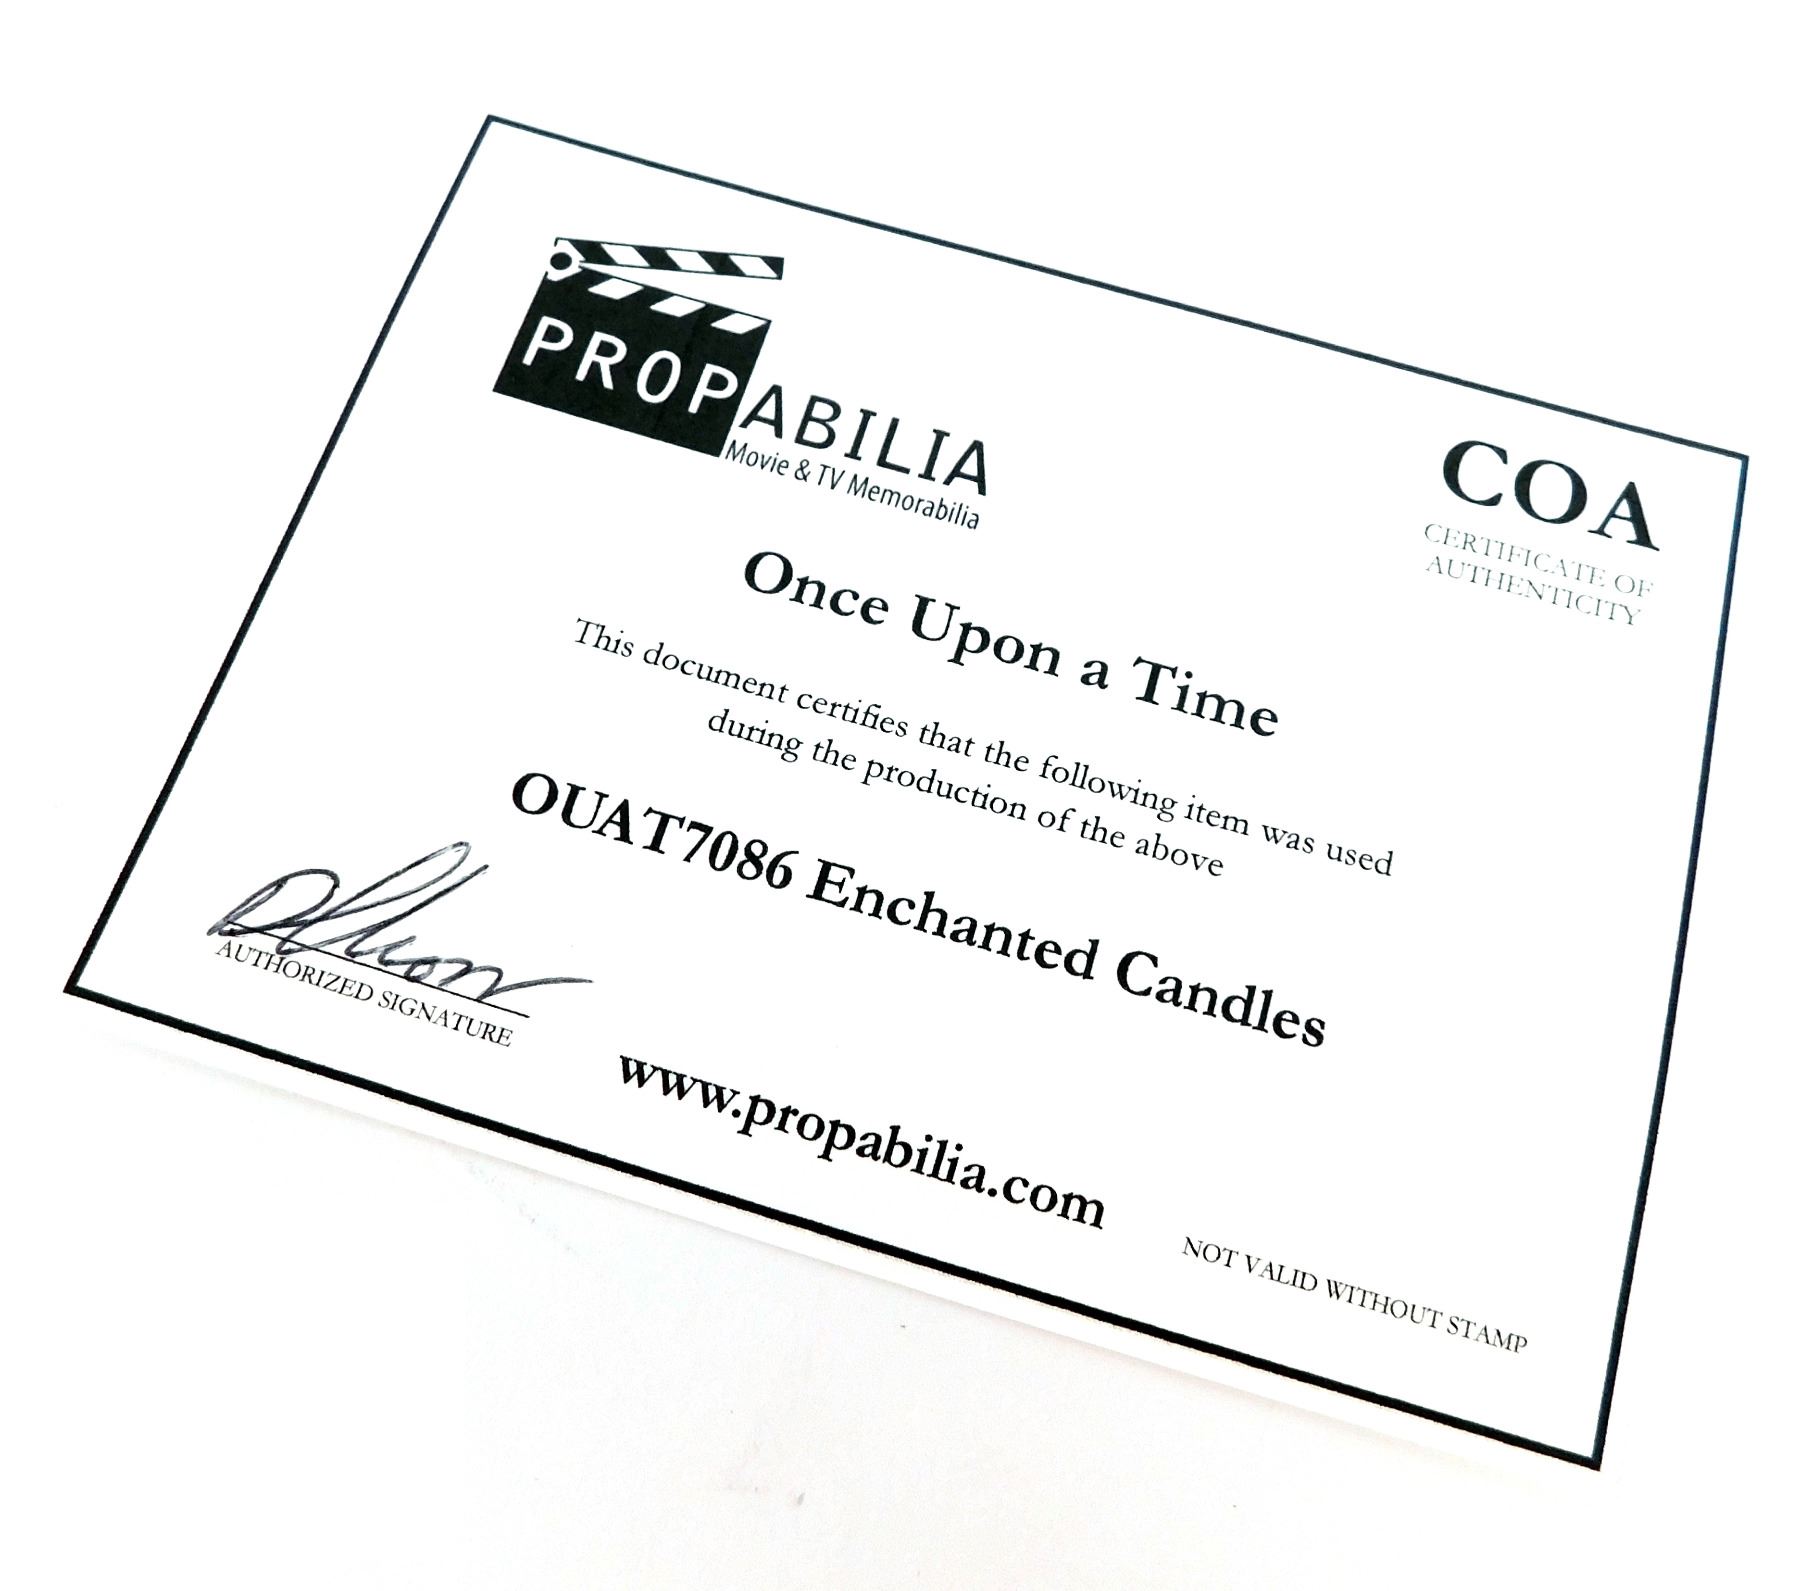 PROPABILIA
Movie & TV Memorabilia
COA
CERTIFICATE OF
AUTHENTICITY
Once Upon a Time
This document certifies that the following item was used
during the production of the above
OUAT7086 Enchanted Candles
AUTHORIZED SIGNATURE
www.propabilia.com
NOT VALID WITHOUT STAMP